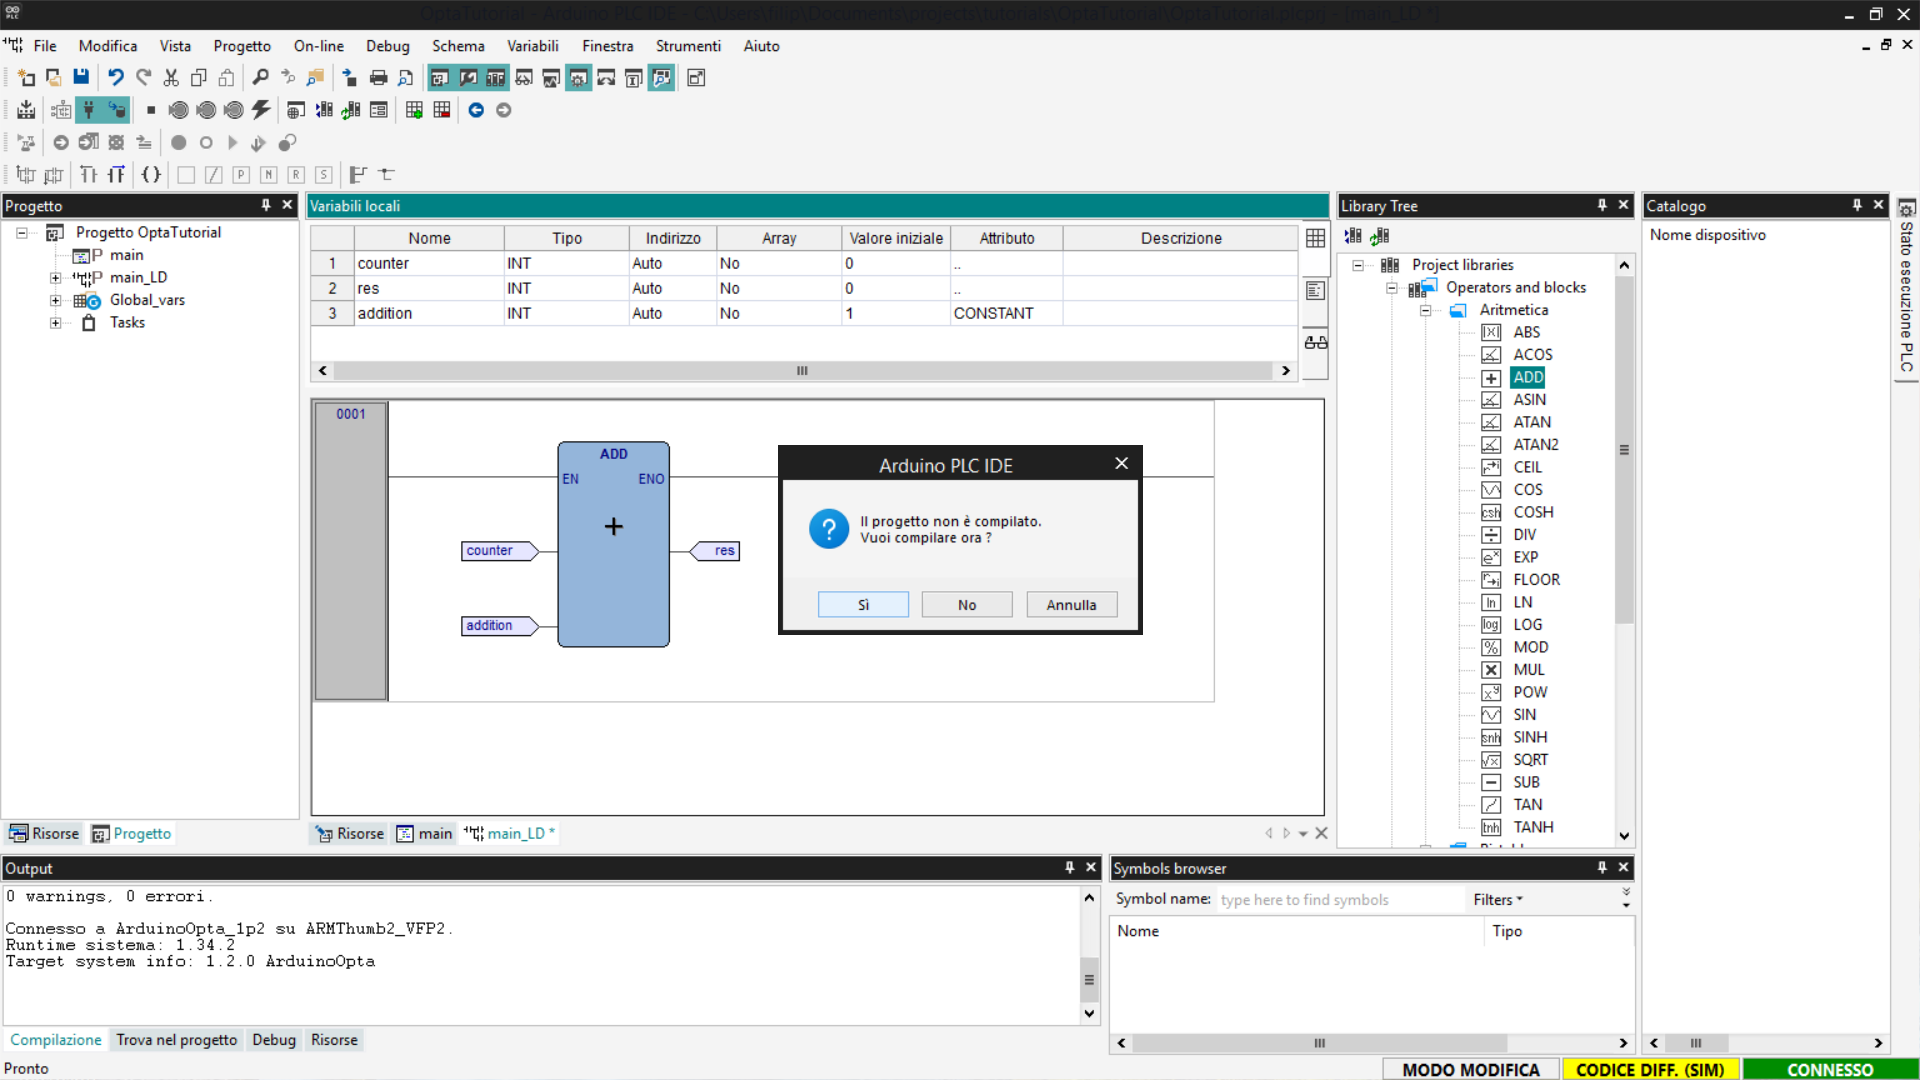 OptaTutorial - Arduino PLC IDE - C:\Users\filip\Documents\projects\tutorials\OptaTutorial\OptaTutorial.plcprj - [main_LD *]
File Modifica Vista Progetto On-line Debug Schema Variabili Finestra Strumenti Aiuto
Progetto
Progetto OptaTutorial
main
main_LD
Global_vars
Tasks
Risorse Progetto
Variabili locali
Nome Tipo Indirizzo Array Valore iniziale Attributo Descrizione
1 counter INT Auto No 0 ..
2 res INT Auto No 0 ..
3 addition INT Auto No 1 CONSTANT
0001
ADD
EN ENO
counter res
addition
Arduino PLC IDE
Il progetto non è compilato.
Vuoi compilare ora ?
Sì No Annulla
Risorse main main_LD *
Library Tree
Project libraries
Operators and blocks
Aritmetica
ABS
ACOS
ADD
ASIN
ATAN
ATAN2
CEIL
COS
COSH
DIV
EXP
FLOOR
LN
LOG
MOD
MUL
POW
SIN
SINH
SQRT
SUB
TAN
TANH
Catalogo
Nome dispositivo
Stato esecuzione PLC
Output
0 warnings, 0 errori.
Connesso a ArduinoOpta_1p2 su ARMThumb2_VFP2.
Runtime sistema: 1.34.2
Target system info: 1.2.0 ArduinoOpta
Compilazione Trova nel progetto Debug Risorse
Symbols browser
Symbol name: type here to find symbols Filters
Nome Tipo
Pronto
MODO MODIFICA CODICE DIFF. (SIM) CONNESSO